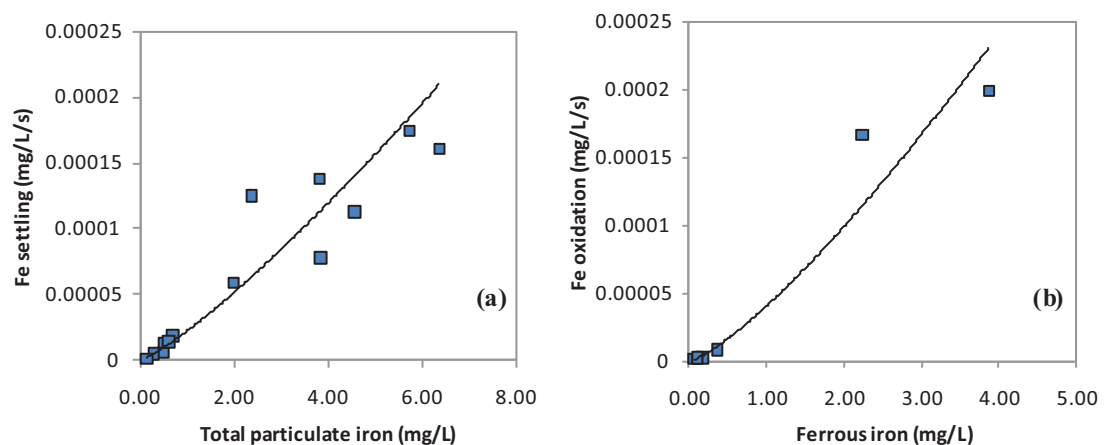 Fe settling (mg/L/s)
0.00025
0.0002
0.00015
0.0001
0.00005
0
0.00 2.00 4.00 6.00 8.00
Total particulate iron (mg/L)
(a)
Fe oxidation (mg/L/s)
0.00025
0.0002
0.00015
0.0001
0.00005
0
0.00 1.00 2.00 3.00 4.00 5.00
Ferrous iron (mg/L)
(b)